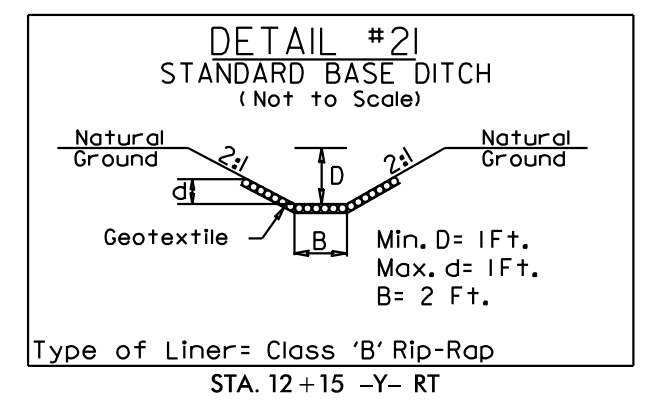 DETAIL #21
STANDARD BASE DITCH
(Not to Scale)
Natural
Ground
2:1
D
2:1
Natural
Ground
d
Geotextile
B
Min. D= 1Ft.
Max. d= 1Ft.
B= 2 Ft.
Type of Liner= Class 'B' Rip-Rap
STA. 12+15 -Y- RT